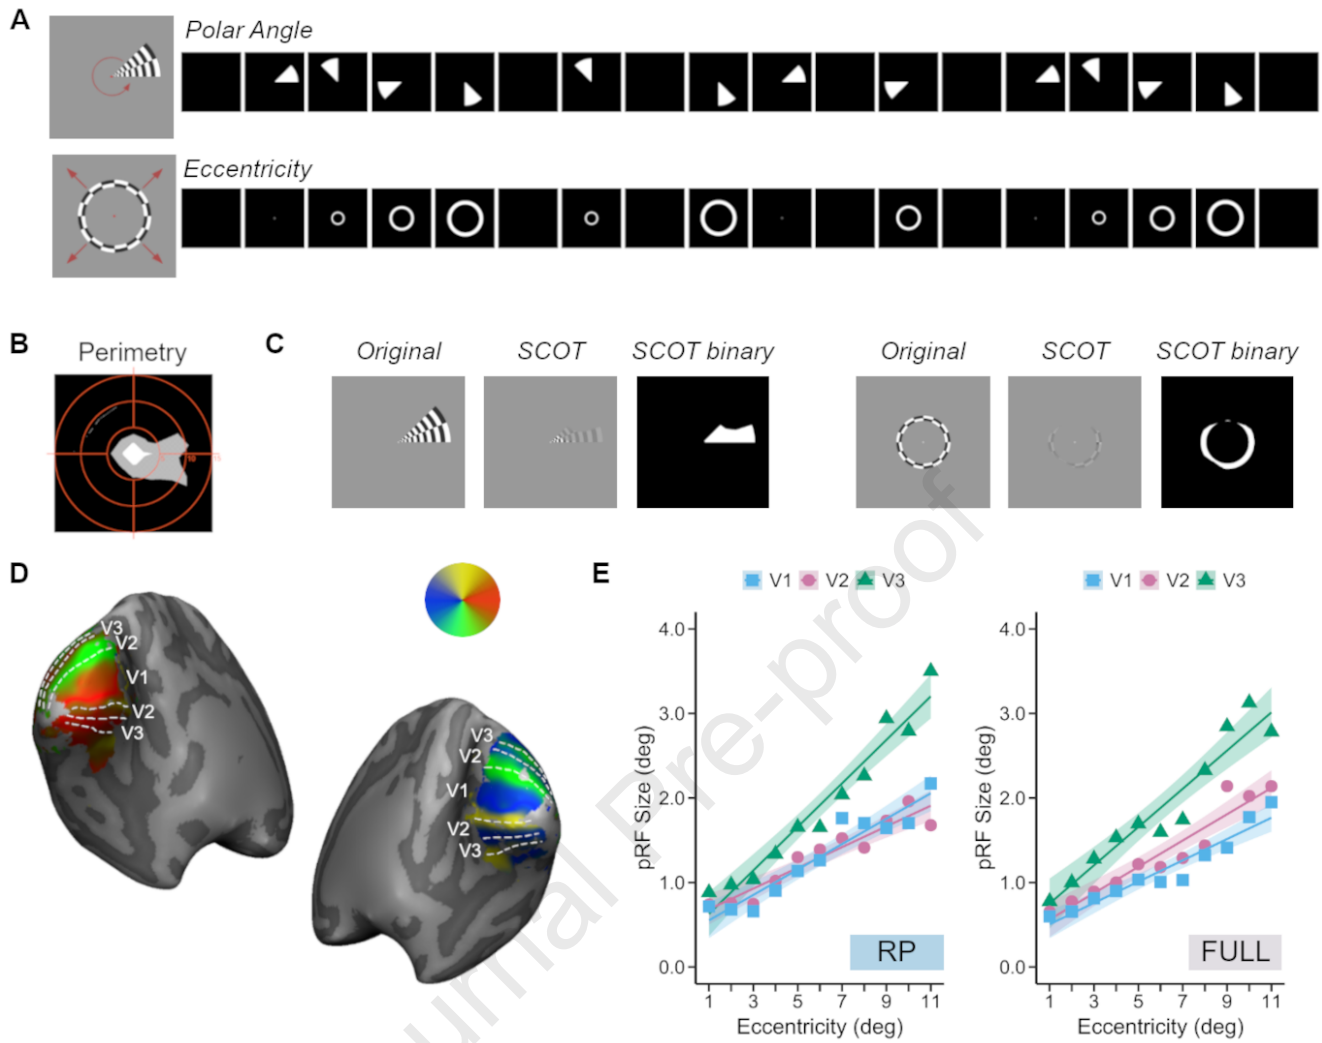 A
Polar Angle
Eccentricity
B
Perimetry
10
15
C
Original
SCOT
SCOT binary
Original
SCOT
SCOT binary
D
V3
V2
V1
V2
V3
V3
V2
V1
V2
V3
E
V1 V2 V3
4.0
3.0
2.0
1.0
0.0
pRF Size (deg)
1 3 5 7 9 11
Eccentricity (deg)
RP
V1 V2 V3
4.0
3.0
2.0
1.0
0.0
pRF Size (deg)
1 3 5 7 9 11
Eccentricity (deg)
FULL
urnal Pre-proof